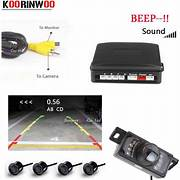 KOORINWOO
BEEP--!!
Sound
To Monitor
To Camera
0.56
AB CD